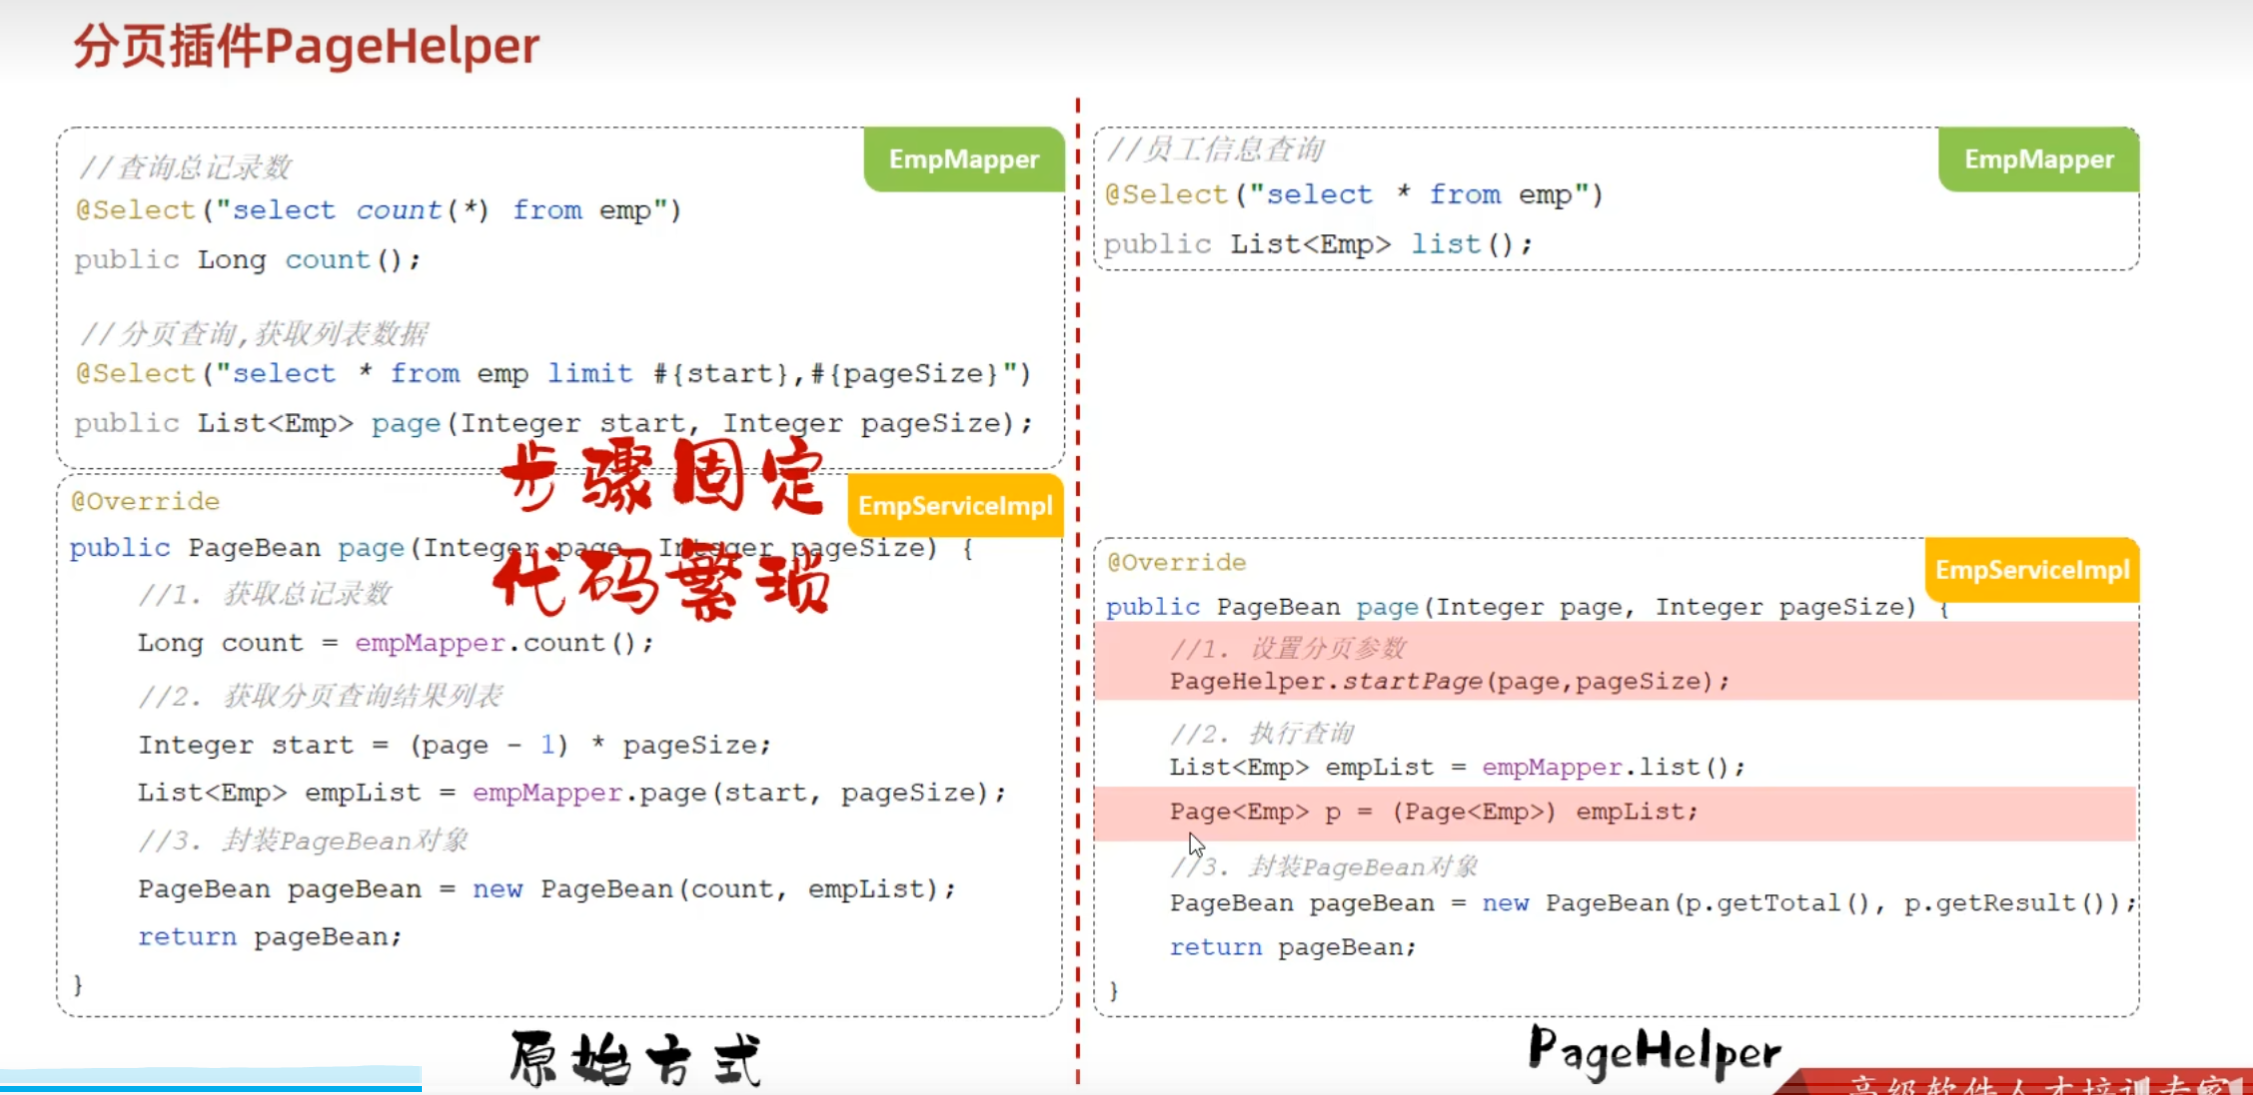 分页插件PageHelper
EmpMapper
//查询总记录数
@Select("select count(*) from emp")
public Long count();
//分页查询,获取列表数据
@Select("select * from emp limit #{start},#{pageSize}")
public List<Emp> page(Integer start, Integer pageSize);
步骤固定
代码繁琐
EmpServiceImpl
@Override
public PageBean page(Integer page, Integer pageSize) {
//1. 获取总记录数
Long count = empMapper.count();
//2. 获取分页查询结果列表
Integer start = (page - 1) * pageSize;
List<Emp> empList = empMapper.page(start, pageSize);
//3. 封装PageBean对象
PageBean pageBean = new PageBean(count, empList);
return pageBean;
}
原始方式
EmpMapper
//员工信息查询
@Select("select * from emp")
public List<Emp> list();
EmpServiceImpl
@Override
public PageBean page(Integer page, Integer pageSize) {
//1. 设置分页参数
PageHelper.startPage(page,pageSize);
//2. 执行查询
List<Emp> empList = empMapper.list();
Page<Emp> p = (Page<Emp>) empList;
//3. 封装PageBean对象
PageBean pageBean = new PageBean(p.getTotal(), p.getResult());
return pageBean;
}
PageHelper
高级软件人才培训专家